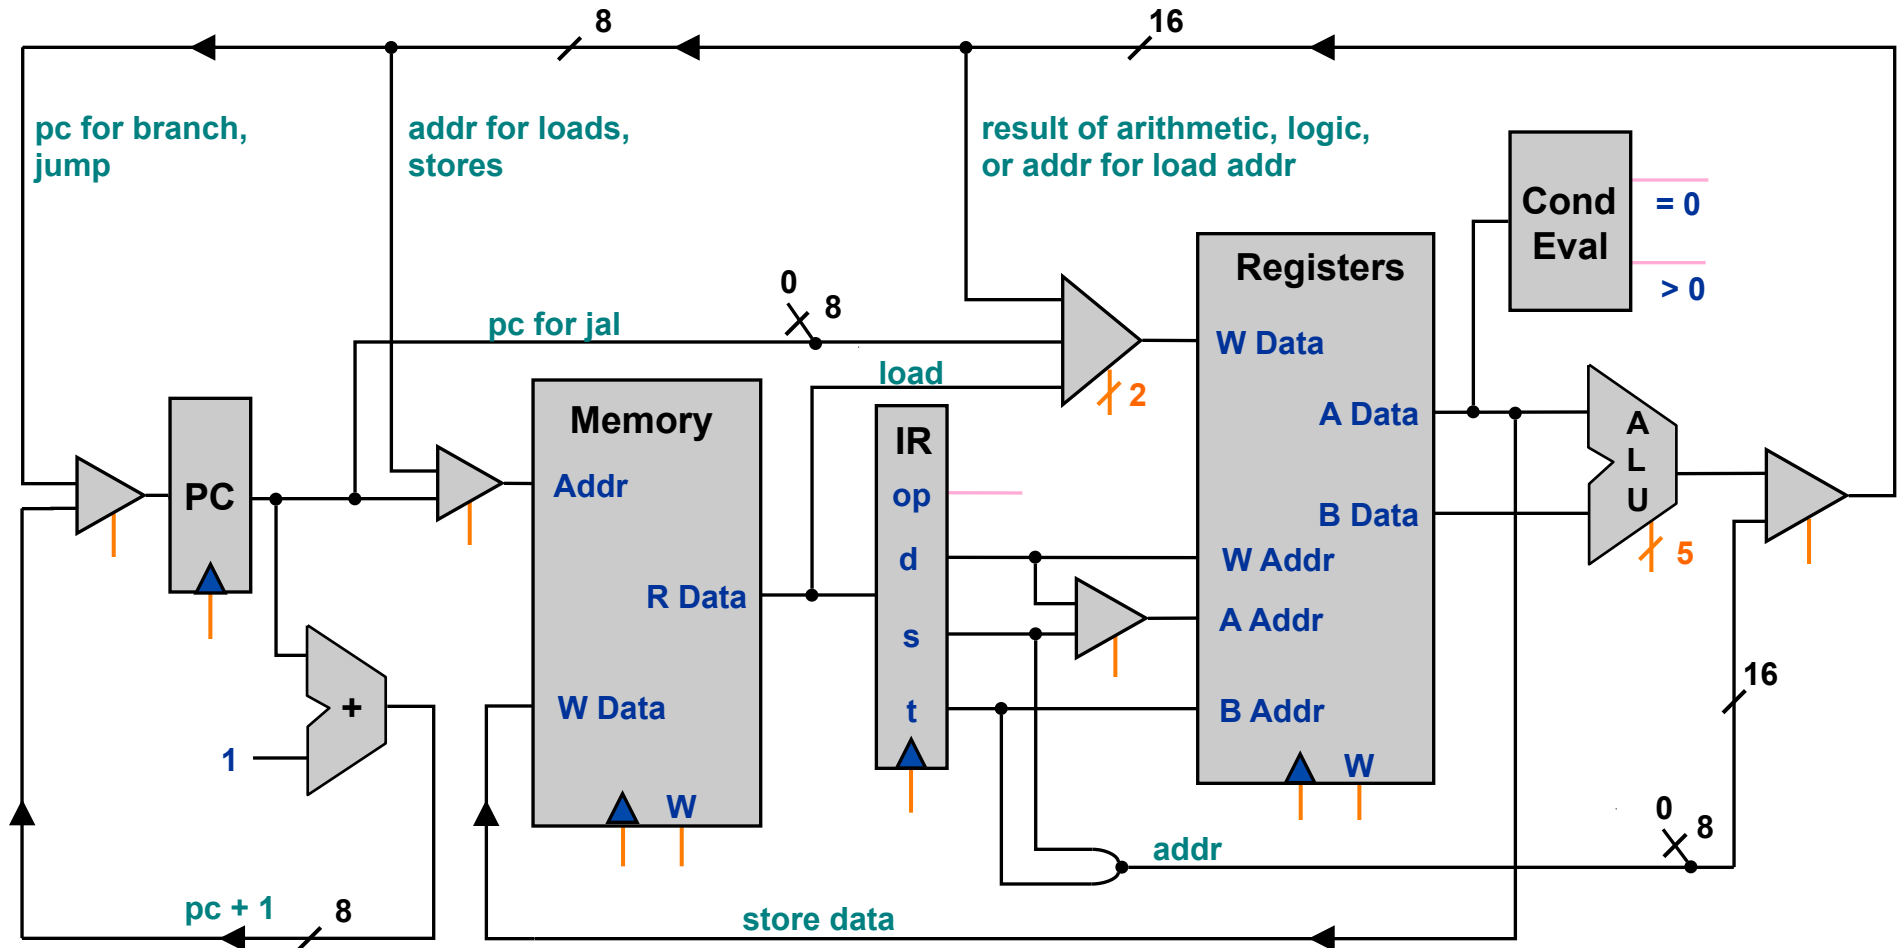 8
16
pc for branch,
jump
addr for loads,
stores
result of arithmetic, logic,
or addr for load addr
Cond
Eval
= 0
> 0
0
8
pc for jal
load
2
Registers
W Data
A Data
B Data
W Addr
A Addr
B Addr
W
Memory
Addr
R Data
W Data
W
IR
op
d
s
t
PC
A
L
U
5
+
1
16
0
8
addr
pc + 1
8
store data